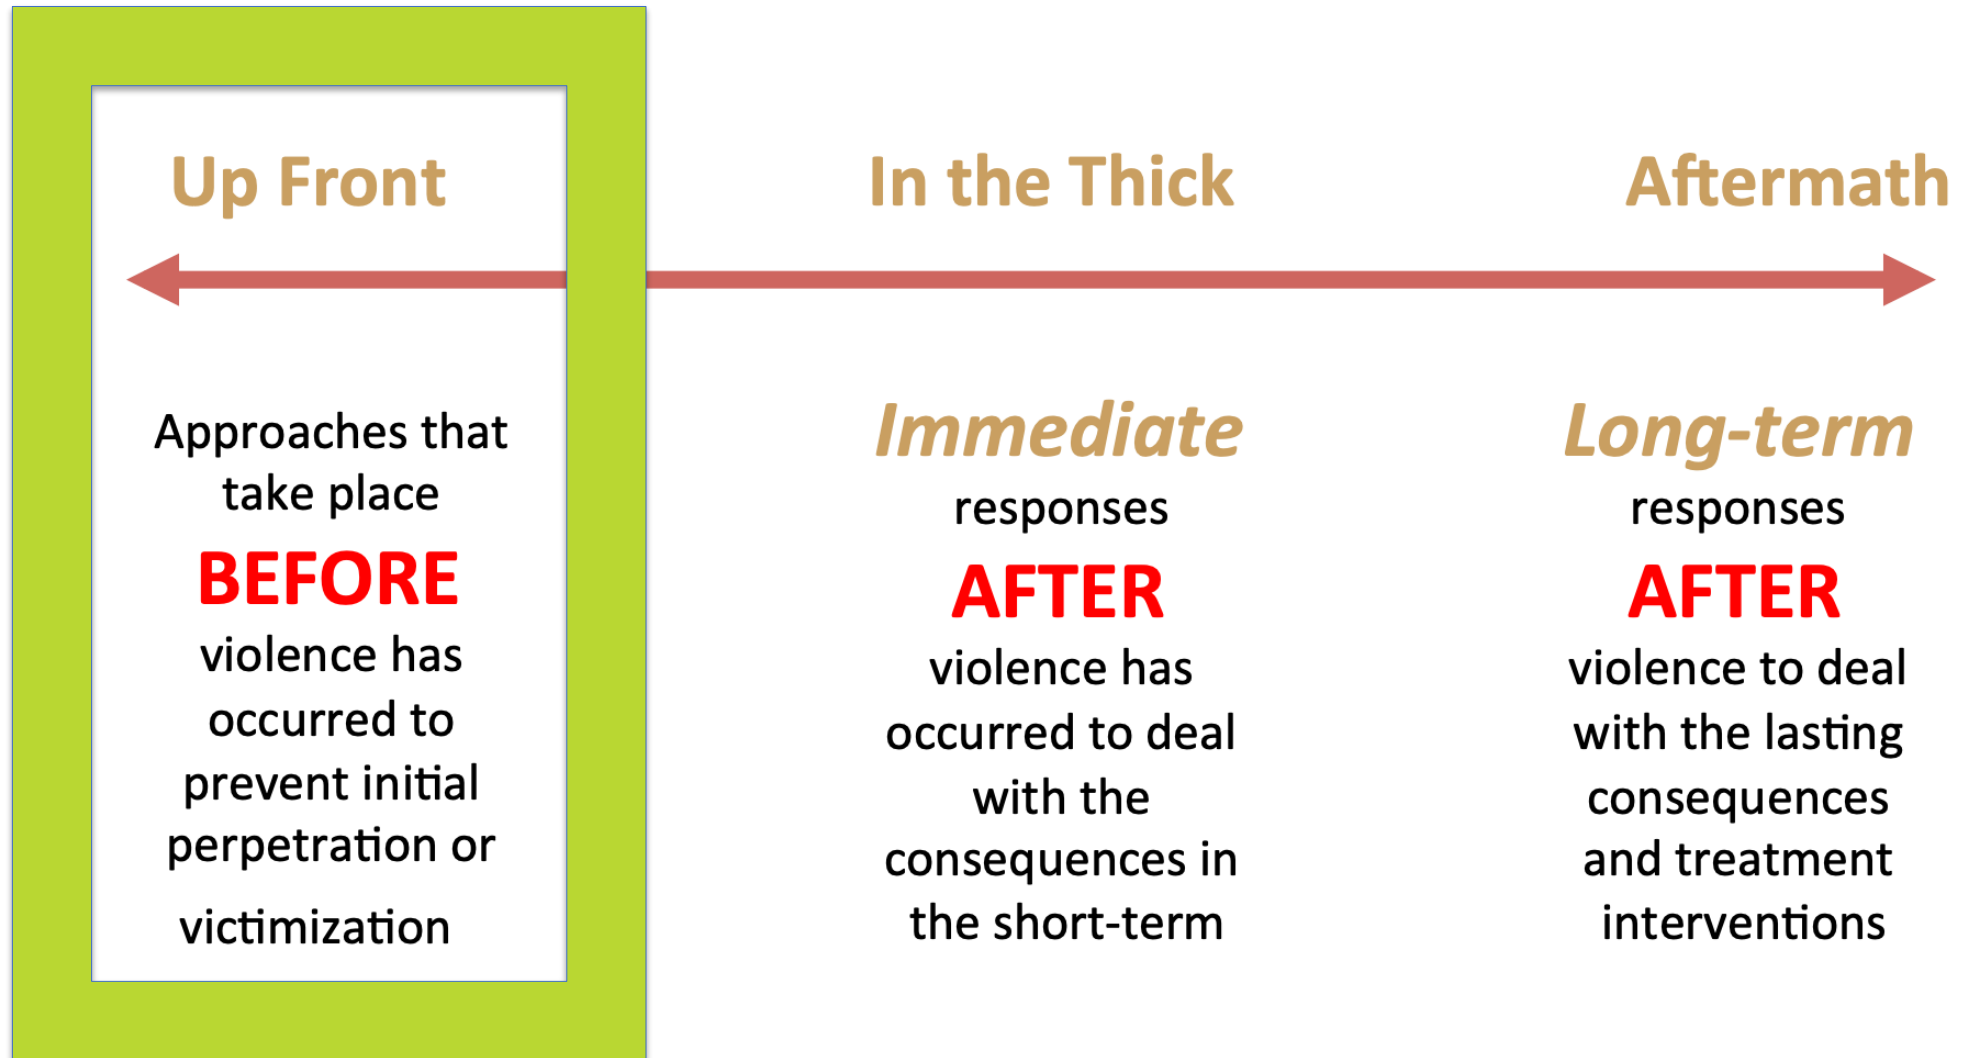 Up Front
In the Thick
Aftermath
Approaches that
take place
BEFORE
violence has
occurred to
prevent initial
perpetration or
victimization
Immediate
responses
AFTER
violence has
occurred to deal
with the
consequences in
the short-term
Long-term
responses
AFTER
violence to deal
with the lasting
consequences
and treatment
interventions